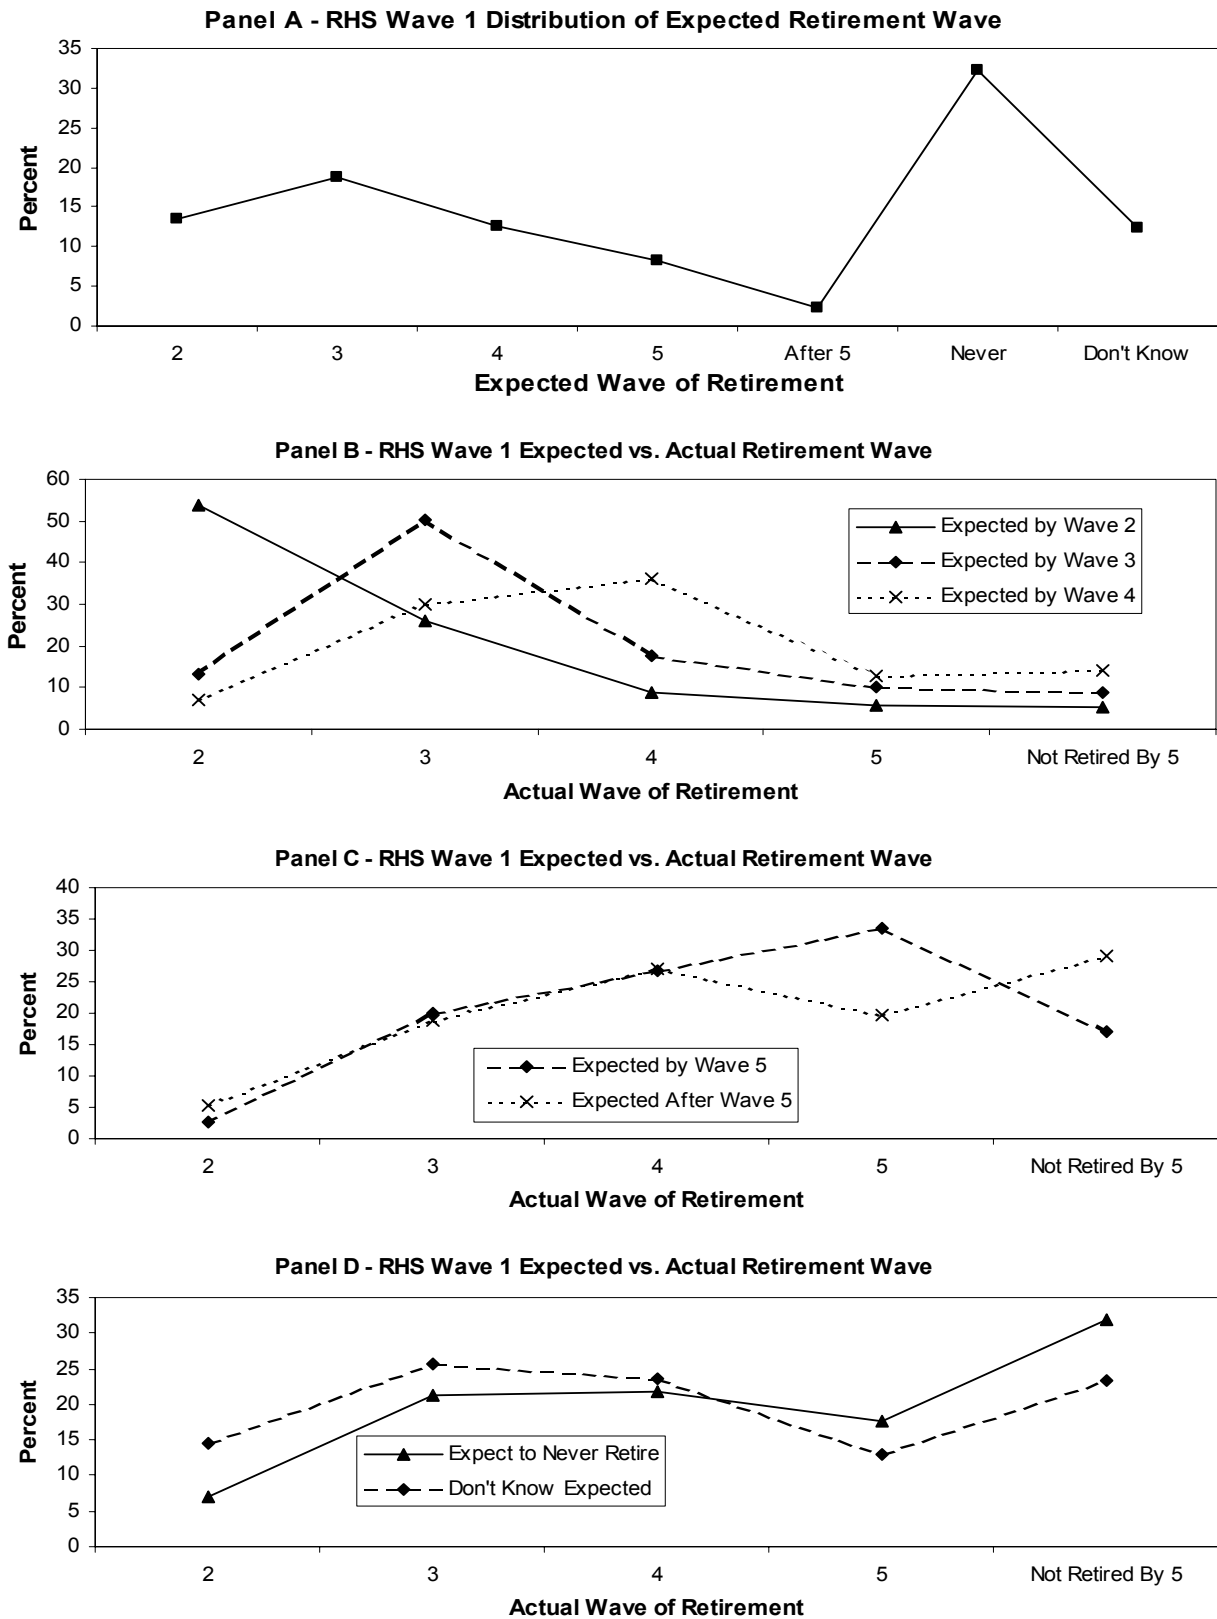 Panel A - RHS Wave 1 Distribution of Expected Retirement Wave
35
30
25
20
15
10
5
0
Percent
2 3 4 5 After 5 Never Don't Know
Expected Wave of Retirement
Panel B - RHS Wave 1 Expected vs. Actual Retirement Wave
60
50
40
30
20
10
0
Percent
Expected by Wave 2
Expected by Wave 3
Expected by Wave 4
2 3 4 5 Not Retired By 5
Actual Wave of Retirement
Panel C - RHS Wave 1 Expected vs. Actual Retirement Wave
40
35
30
25
20
15
10
5
0
Percent
Expected by Wave 5
Expected After Wave 5
2 3 4 5 Not Retired By 5
Actual Wave of Retirement
Panel D - RHS Wave 1 Expected vs. Actual Retirement Wave
35
30
25
20
15
10
5
0
Percent
Expect to Never Retire
Don't Know Expected
2 3 4 5 Not Retired By 5
Actual Wave of Retirement